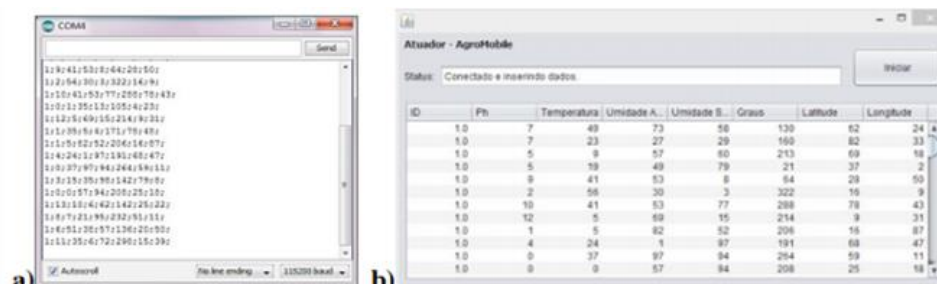 COM4
Send
1;9;41;53;8;64;28;50;
1;2;56;30;3;322;16;9;
1;10;41;53;77;288;78;43;
1;0;1;35;13;105;4;23;
1;12;5;69;15;214;9;31;
1;1;35;5;6;171;78;48;
1;1;5;82;52;206;16;87;
1;4;24;1;97;191;68;47;
1;0;37;97;94;264;59;11;
1;3;15;35;98;142;79;8;
1;0;0;57;94;208;25;18;
1;13;10;6;62;142;25;22;
1;8;7;21;95;232;51;11;
1;6;51;38;57;136;20;50;
1;11;35;6;72;298;15;39;
Autoscroll No line ending 115200 baud
a)
Atuador - AgroMobile
Status: Conectado e inserindo dados. Iniciar
ID Ph Temperatura Umidade A... Umidade S... Graus Latitude Longitude
1.0 7 49 73 58 130 62 24
1.0 7 23 27 29 160 82 33
1.0 5 9 57 60 213 69 18
1.0 5 19 49 79 21 37 2
1.0 9 41 53 8 64 28 50
1.0 2 56 30 3 322 16 9
1.0 10 41 53 77 288 78 43
1.0 12 5 69 15 214 9 31
1.0 1 5 82 52 206 16 87
1.0 4 24 1 97 191 68 47
1.0 0 37 97 94 264 59 11
1.0 0 0 57 94 208 25 18
b)